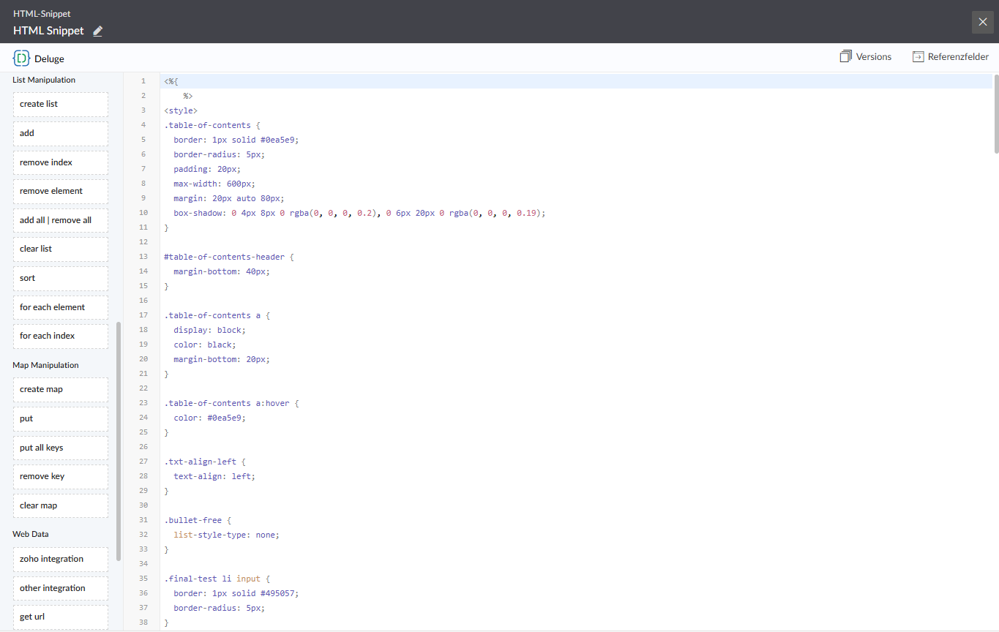 HTML-Snippet
HTML Snippet
Deluge
Versions
Referenzfelder
List Manipulation
create list
add
remove index
remove element
add all | remove all
clear list
sort
for each element
for each index
Map Manipulation
create map
put
put all keys
remove key
clear map
Web Data
zoho integration
other integration
get url
1 <%{
2     %>
3 <style>
4 .table-of-contents {
5   border: 1px solid #0ea5e9;
6   border-radius: 5px;
7   padding: 20px;
8   max-width: 600px;
9   margin: 20px auto 80px;
10   box-shadow: 0 4px 8px 0 rgba(0, 0, 0, 0.2), 0 6px 20px 0 rgba(0, 0, 0, 0.19);
11 }
12
13 #table-of-contents-header {
14   margin-bottom: 40px;
15 }
16
17 .table-of-contents a {
18   display: block;
19   color: black;
20   margin-bottom: 20px;
21 }
22
23 .table-of-contents a:hover {
24   color: #0ea5e9;
25 }
26
27 .txt-align-left {
28   text-align: left;
29 }
30
31 .bullet-free {
32   list-style-type: none;
33 }
34
35 .final-test li input {
36   border: 1px solid #495057;
37   border-radius: 5px;
38 }